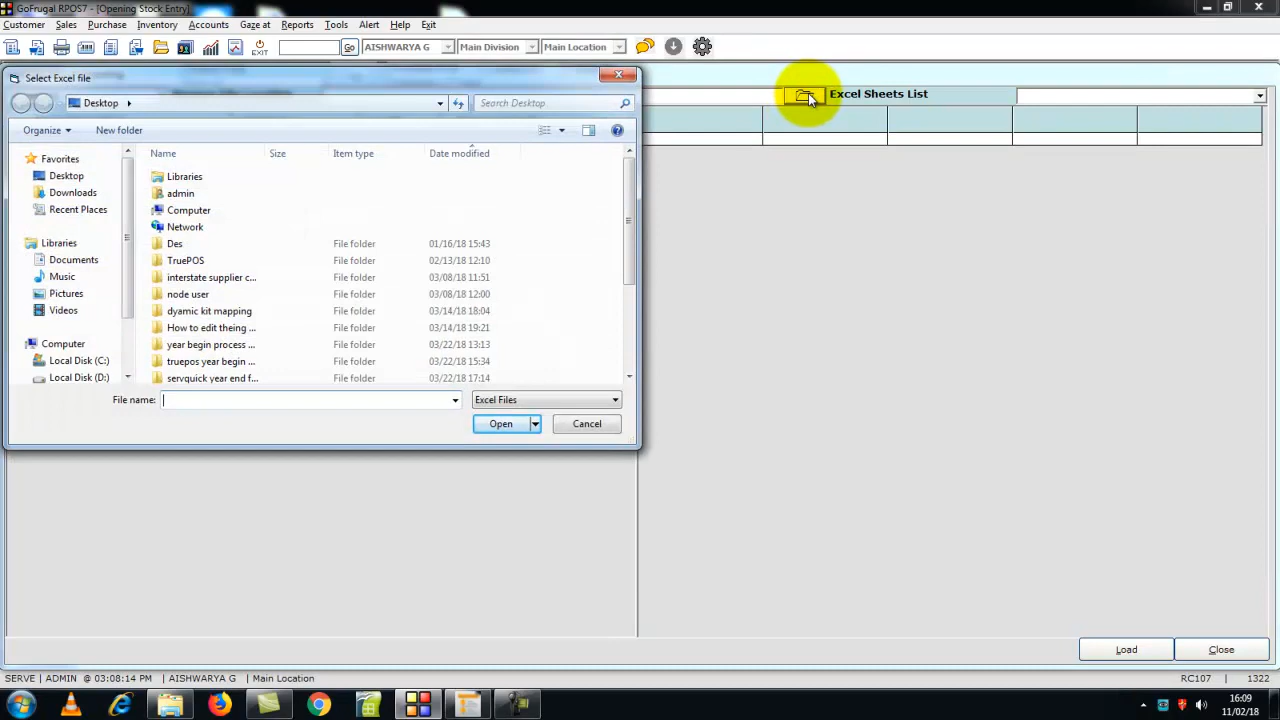 GoFrugal RPOS7 - [Opening Stock Entry]
Customer Sales Purchase Inventory Accounts Gaze at Reports Tools Alert Help Exit
EXIT Go AISHWARYA G Main Division Main Location
Select Excel file
Excel Sheets List
Desktop Search Desktop
Organize New folder
Name Size Item type Date modified
Favorites
Desktop
Downloads
Recent Places
Libraries
Documents
Music
Pictures
Videos
Computer
Local Disk (C:)
Local Disk (D:)
Libraries
admin
Computer
Network
Des File folder 01/16/18 15:43
TruePOS File folder 02/13/18 12:10
interstate supplier c... File folder 03/08/18 11:51
node user File folder 03/08/18 12:00
dyamic kit mapping File folder 03/14/18 18:04
How to edit theing ... File folder 03/14/18 19:21
year begin process ... File folder 03/22/18 13:13
truepos year begin ... File folder 03/22/18 15:34
servquick year end f... File folder 03/22/18 17:14
File name: Excel Files
Open Cancel
Load Close
SERVE ADMIN @ 03:08:14 PM AISHWARYA G Main Location RC107 1322
16:09
11/02/18